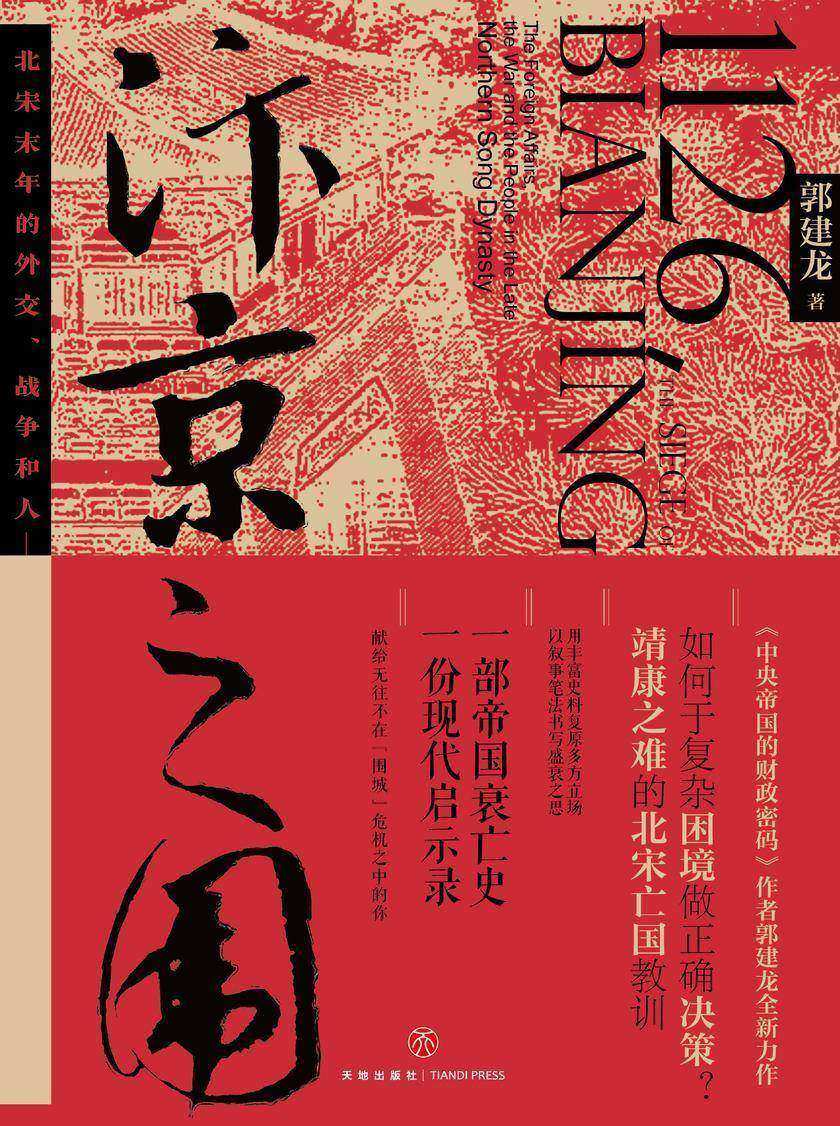 郭建龙 著
1126
THE SIEGE OF
BIANJÍNG
The Foreign Affairs,
the War and the People in the Late
Northern Song Dynasty
汴京之围
北宋末年的外交、战争和人
《中央帝国的财政密码》作者郭建龙全新力作
如何于复杂困境做正确决策？
靖康之难的北宋亡国教训
用丰富史料复原多方立场
以叙事笔法书写盛衰之思
一部帝国衰亡史
一份现代启示录
献给无往不在「围城」危机之中的你
天地出版社 | TIANDI PRESS